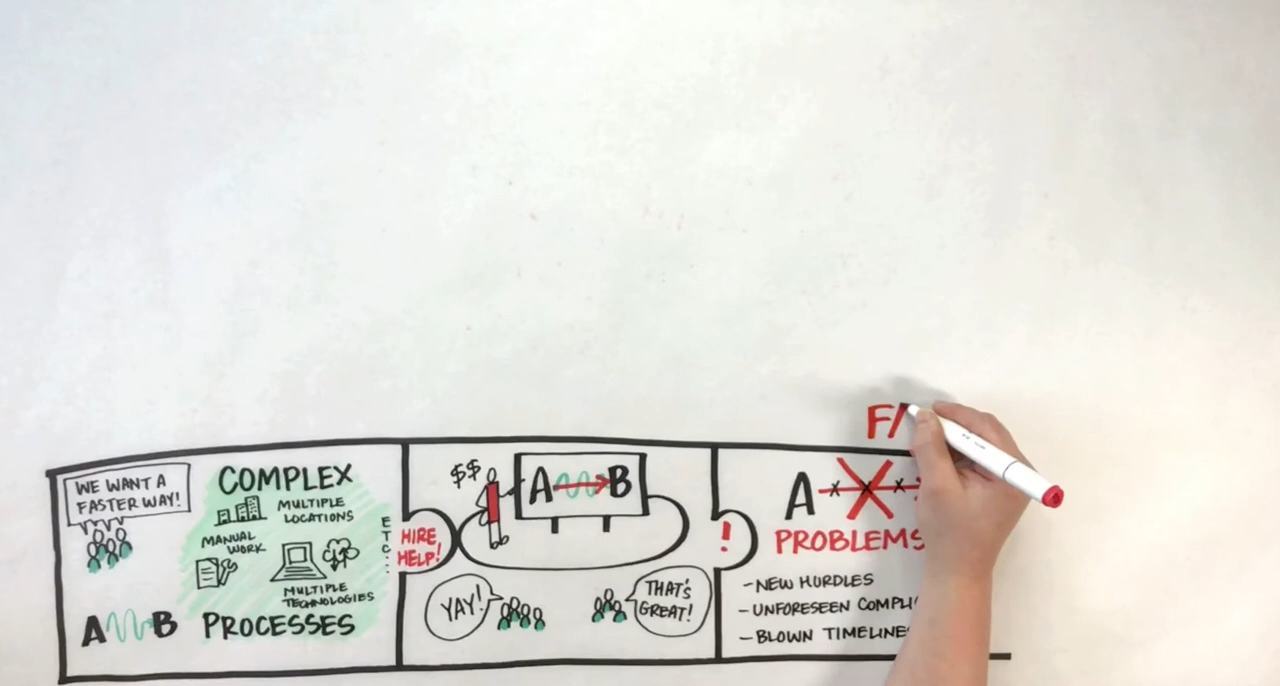 WE WANT A
FASTER WAY!
COMPLEX
MULTIPLE
LOCATIONS
MANUAL
WORK
MULTIPLE
TECHNOLOGIES
ETC...
A B PROCESSES
HIRE
HELP!
$$
A B
YAY!
THAT'S
GREAT!
!
F
A
PROBLEMS
-NEW HURDLES
-UNFORESEEN
-BLOWN